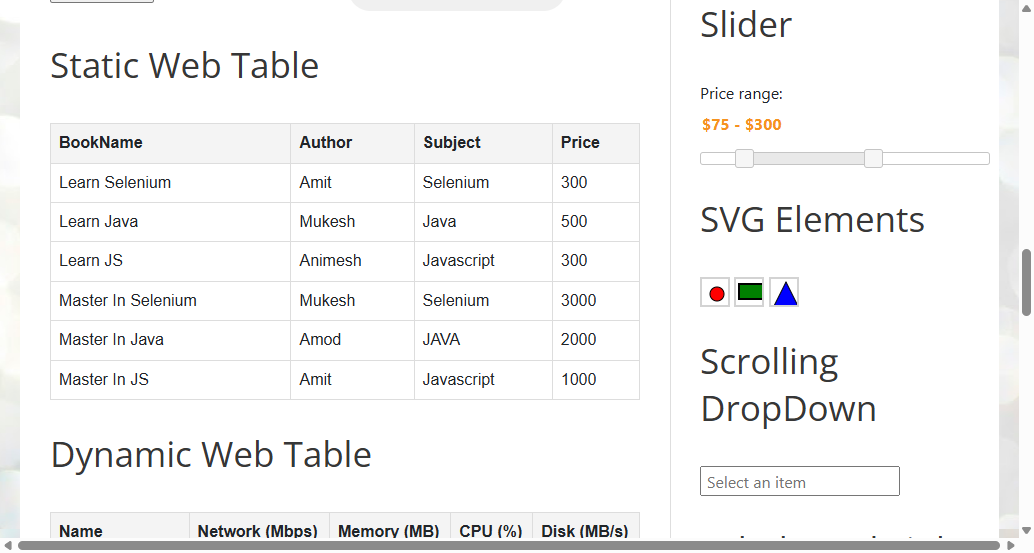 Static Web Table
BookName Author Subject Price
Learn Selenium Amit Selenium 300
Learn Java Mukesh Java 500
Learn JS Animesh Javascript 300
Master In Selenium Mukesh Selenium 3000
Master In Java Amod JAVA 2000
Master In JS Amit Javascript 1000
Dynamic Web Table
Name Network (Mbps) Memory (MB) CPU (%) Disk (MB/s)
Slider
Price range:
$75 - $300
SVG Elements
Scrolling
DropDown
Select an item